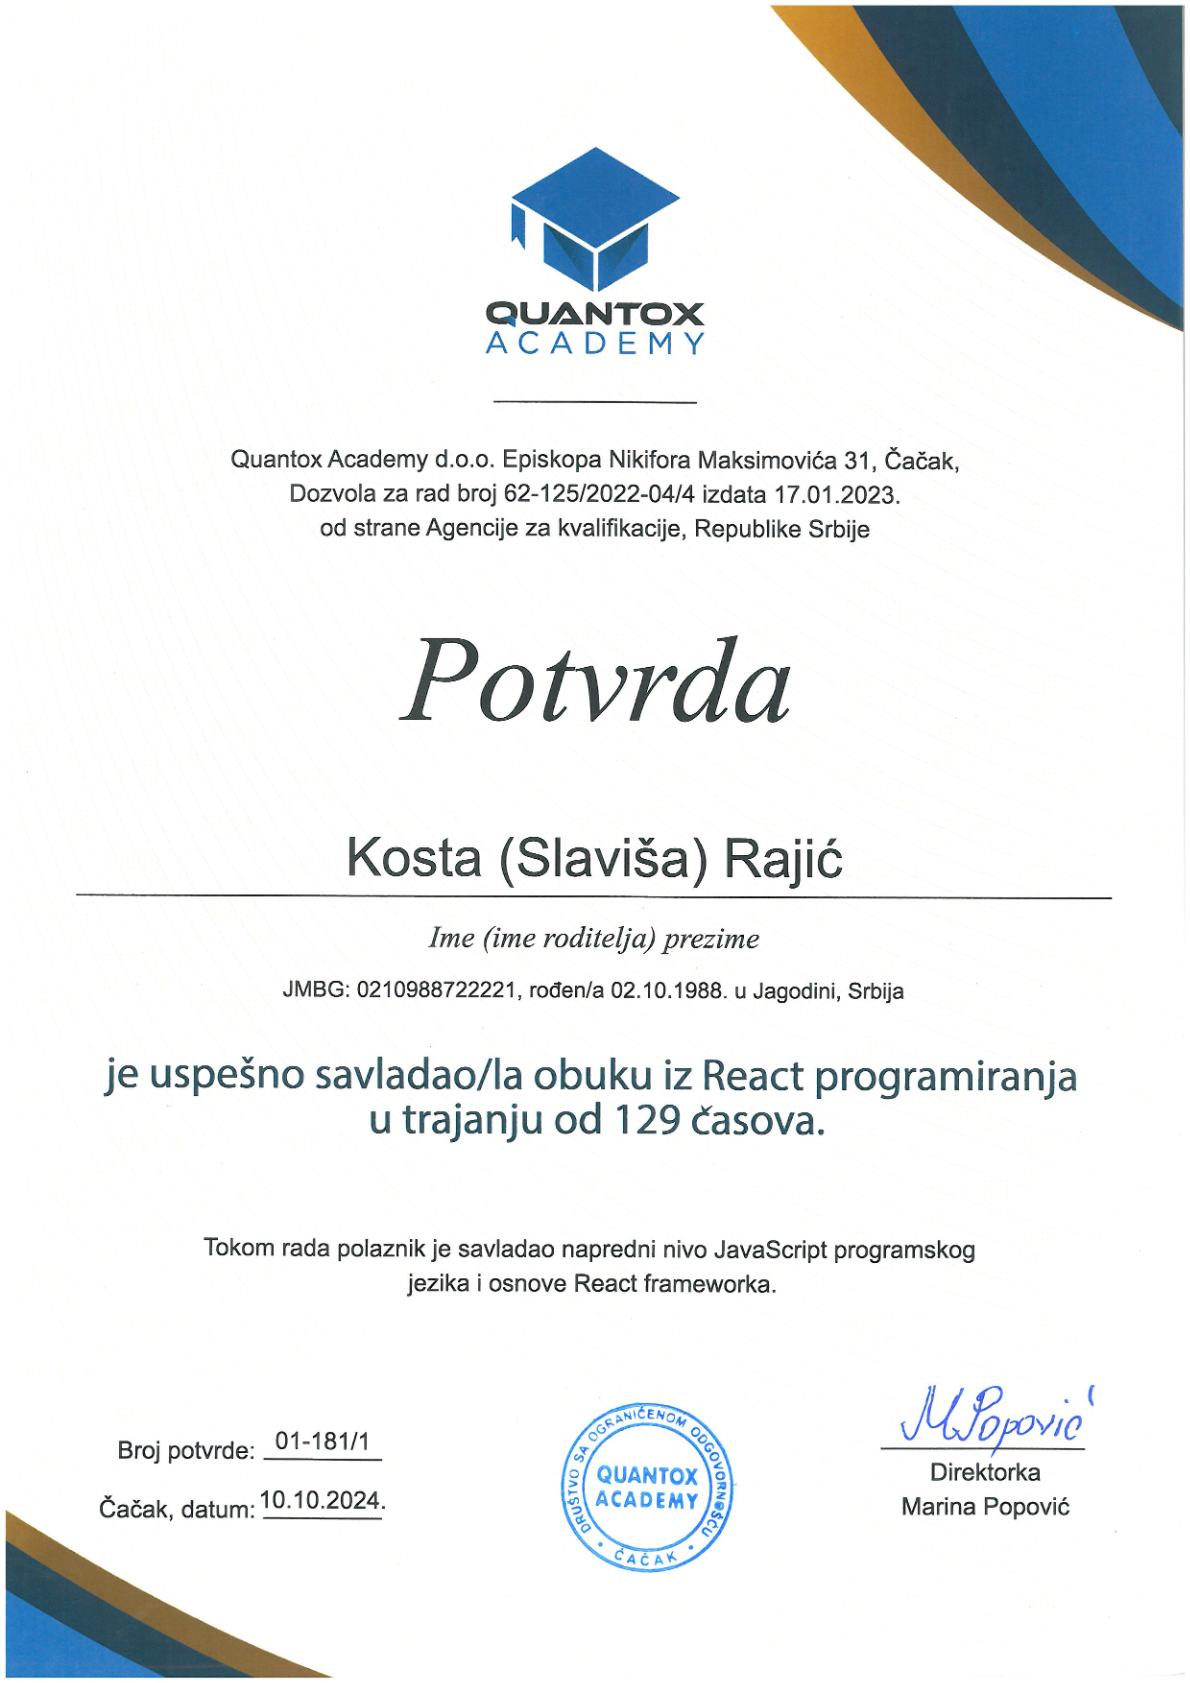 QUANTOX
ACADEMY
Quantox Academy d.o.o. Episkopa Nikifora Maksimovića 31, Čačak,
Dozvola za rad broj 62-125/2022-04/4 izdata 17.01.2023.
od strane Agencije za kvalifikacije, Republike Srbije
Potvrda
Kosta (Slaviša) Rajić
Ime (ime roditelja) prezime
JMBG: 0210988722221, rođen/a 02.10.1988. u Jagodini, Srbija
je uspešno savladao/la obuku iz React programiranja
u trajanju od 129 časova.
Tokom rada polaznik je savladao napredni nivo JavaScript programskog
jezika i osnove React frameworka.
Broj potvrde: 01-181/1
Čačak, datum: 10.10.2024.
DRUŠTVO SA OGRANIČENOM ODGOVORNOŠĆU
QUANTOX
ACADEMY
• ČAČAK •
MPopović
Direktorka
Marina Popović